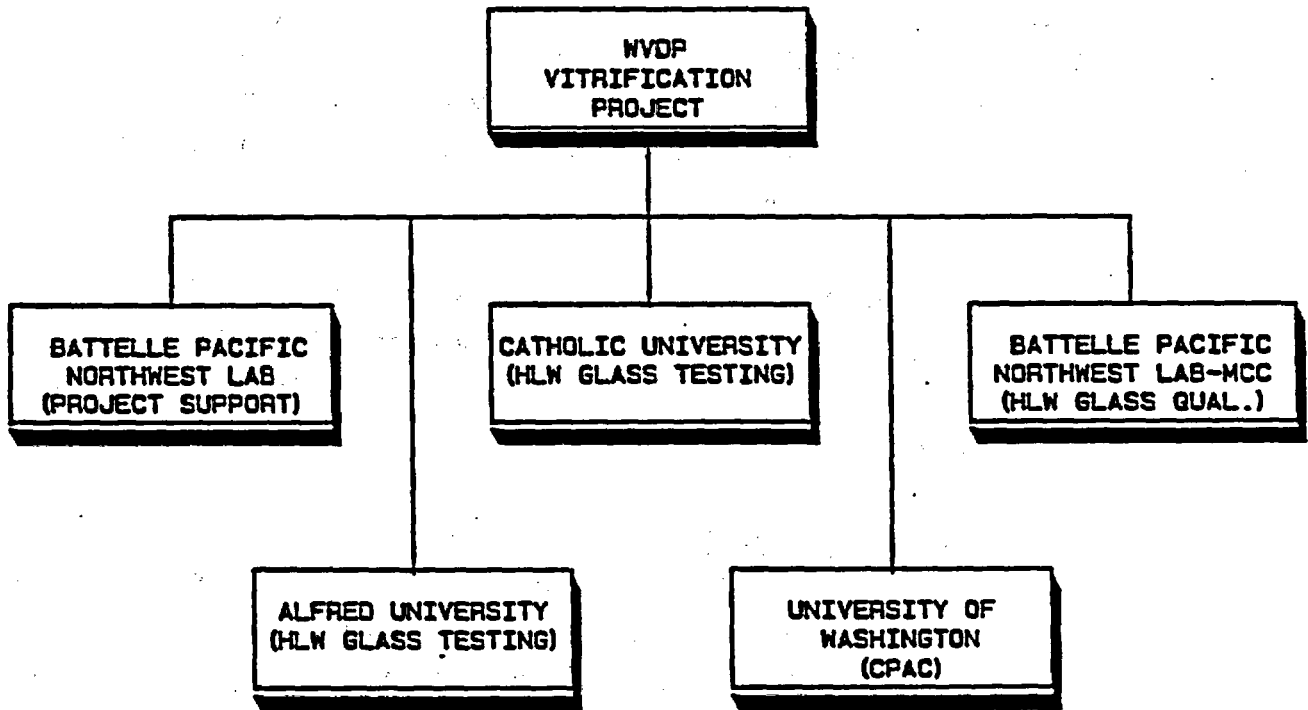 WVDP
VITRIFICATION
PROJECT
BATTELLE PACIFIC
NORTHWEST LAB
(PROJECT SUPPORT)
CATHOLIC UNIVERSITY
(HLW GLASS TESTING)
BATTELLE PACIFIC
NORTHWEST LAB-MCC
(HLW GLASS QUAL.)
ALFRED UNIVERSITY
(HLW GLASS TESTING)
UNIVERSITY OF
WASHINGTON
(CPAC)